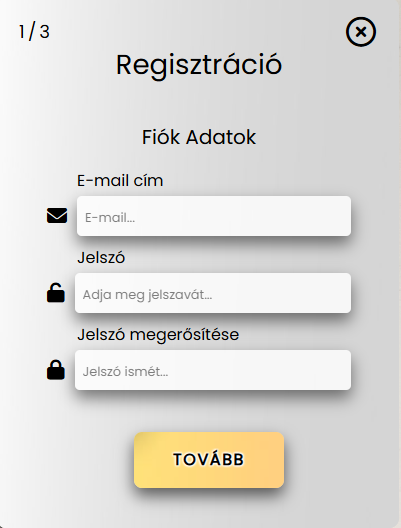 1 / 3
Regisztráció
Fiók Adatok
E-mail cím
E-mail...
Jelszó
Adja meg jelszavát...
Jelszó megerősítése
Jelszó ismét...
TOVÁBB